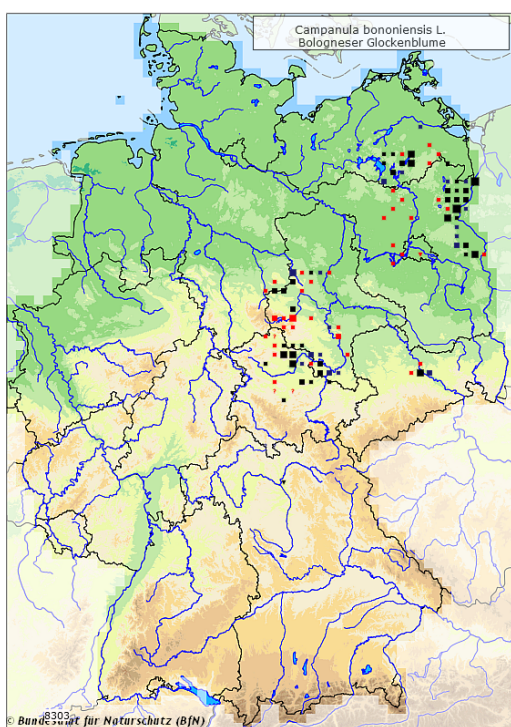 Campanula bononiensis L.
Bologneser Glockenblume
? ?
8303
© Bundesamt für Naturschutz (BfN)